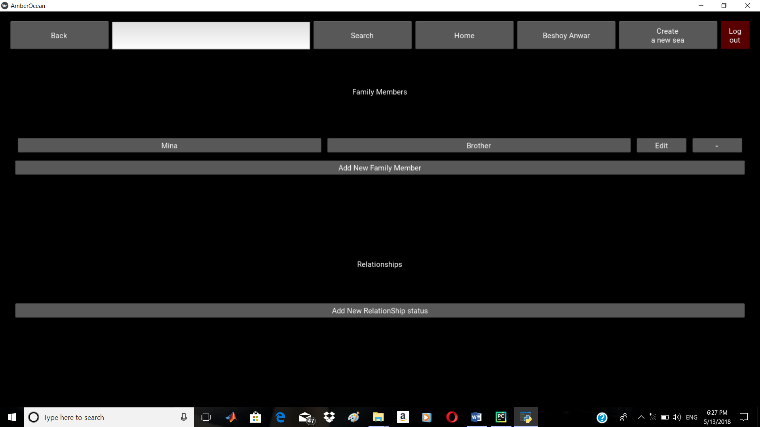 AmberOcean
Back
Search
Home
Beshoy Anwar
Create
a new sea
Log
out
Family Members
Mina
Brother
Edit
-
Add New Family Member
Relationships
Add New RelationShip status
Type here to search
ENG
6:27 PM
5/13/2018